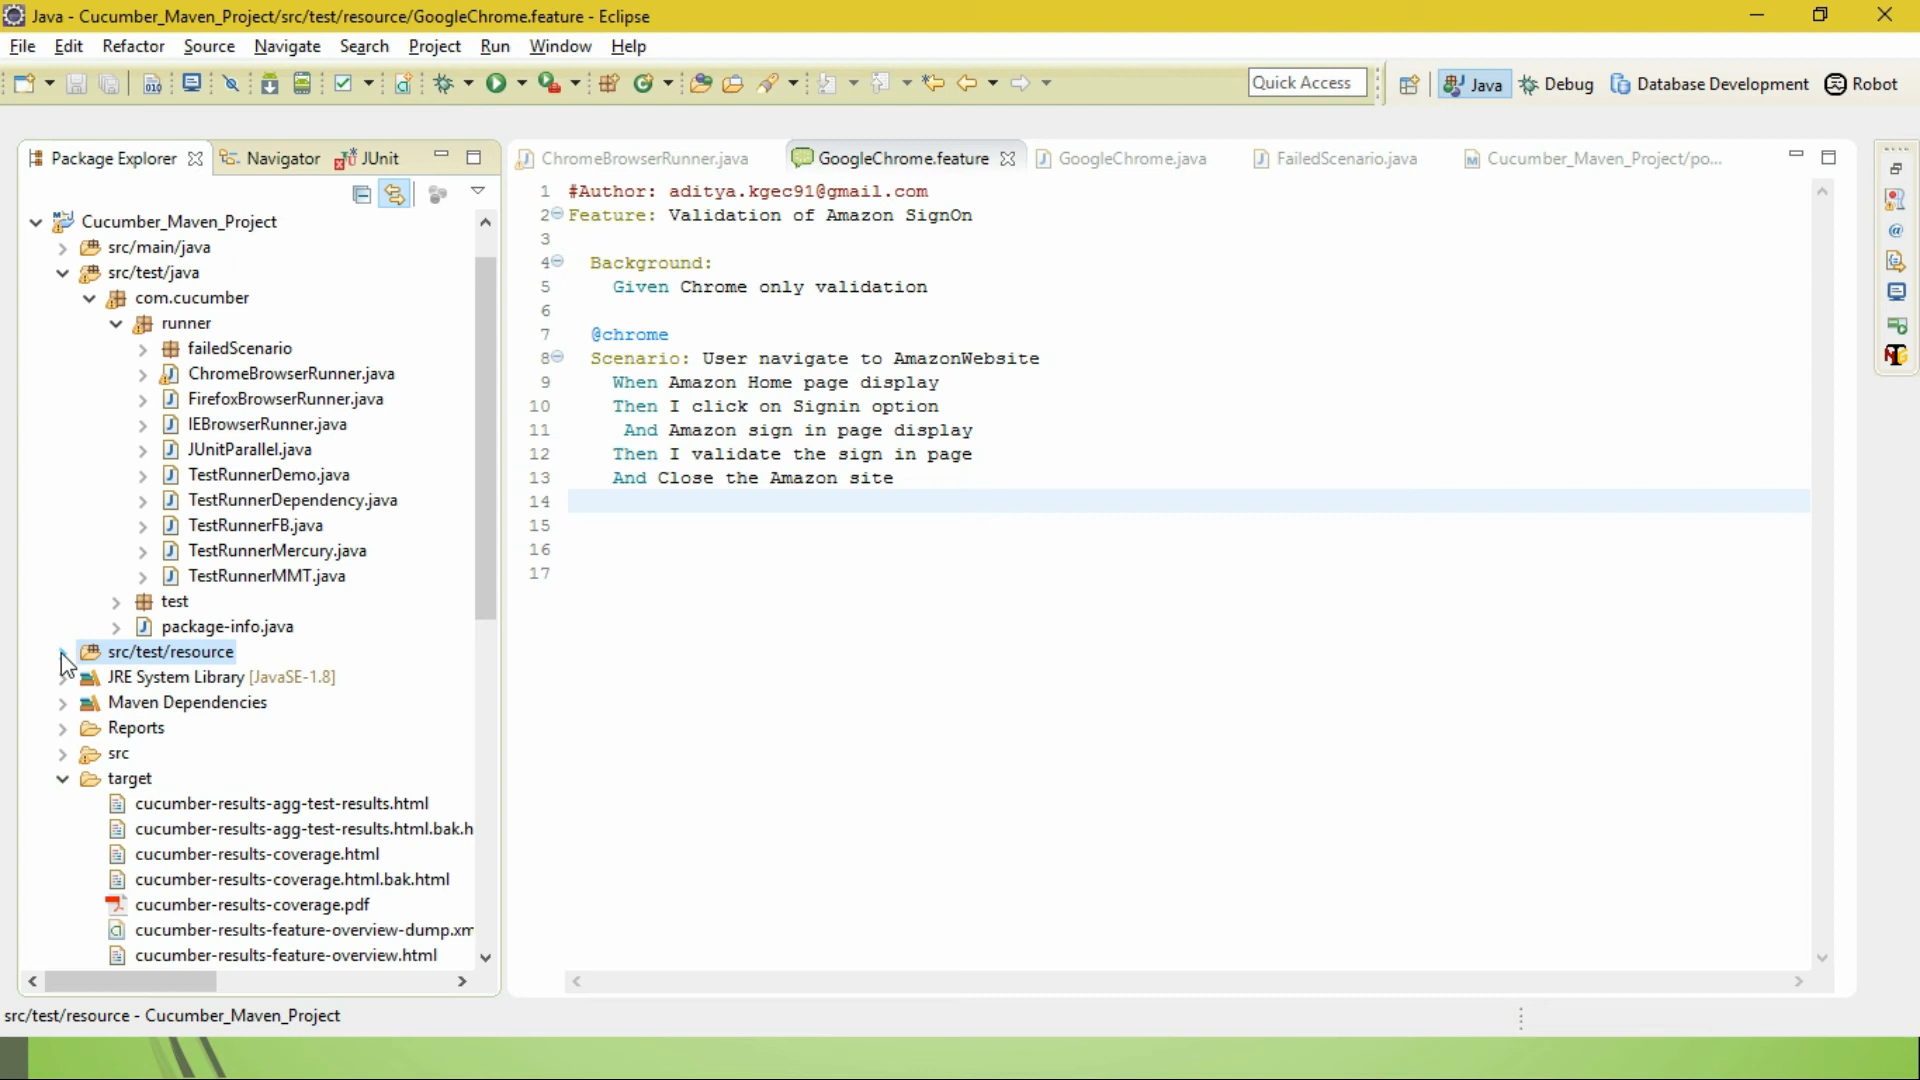 Java - Cucumber_Maven_Project/src/test/resource/GoogleChrome.feature - Eclipse
File Edit Refactor Source Navigate Search Project Run Window Help
Quick Access Java Debug Database Development Robot
Package Explorer Navigator JUnit
ChromeBrowserRunner.java GoogleChrome.feature GoogleChrome.java FailedScenario.java Cucumber_Maven_Project/po...
Cucumber_Maven_Project
src/main/java
src/test/java
com.cucumber
runner
failedScenario
ChromeBrowserRunner.java
FirefoxBrowserRunner.java
IEBrowserRunner.java
JUnitParallel.java
TestRunnerDemo.java
TestRunnerDependency.java
TestRunnerFB.java
TestRunnerMercury.java
TestRunnerMMT.java
test
package-info.java
src/test/resource
JRE System Library [JavaSE-1.8]
Maven Dependencies
Reports
src
target
cucumber-results-agg-test-results.html
cucumber-results-agg-test-results.html.bak.h
cucumber-results-coverage.html
cucumber-results-coverage.html.bak.html
cucumber-results-coverage.pdf
cucumber-results-feature-overview-dump.xm
cucumber-results-feature-overview.html
1 #Author: aditya.kgec91@gmail.com
2 Feature: Validation of Amazon SignOn
3
4 Background:
5 Given Chrome only validation
6
7 @chrome
8 Scenario: User navigate to AmazonWebsite
9 When Amazon Home page display
10 Then I click on Signin option
11 And Amazon sign in page display
12 Then I validate the sign in page
13 And Close the Amazon site
14
15
16
17
src/test/resource - Cucumber_Maven_Project